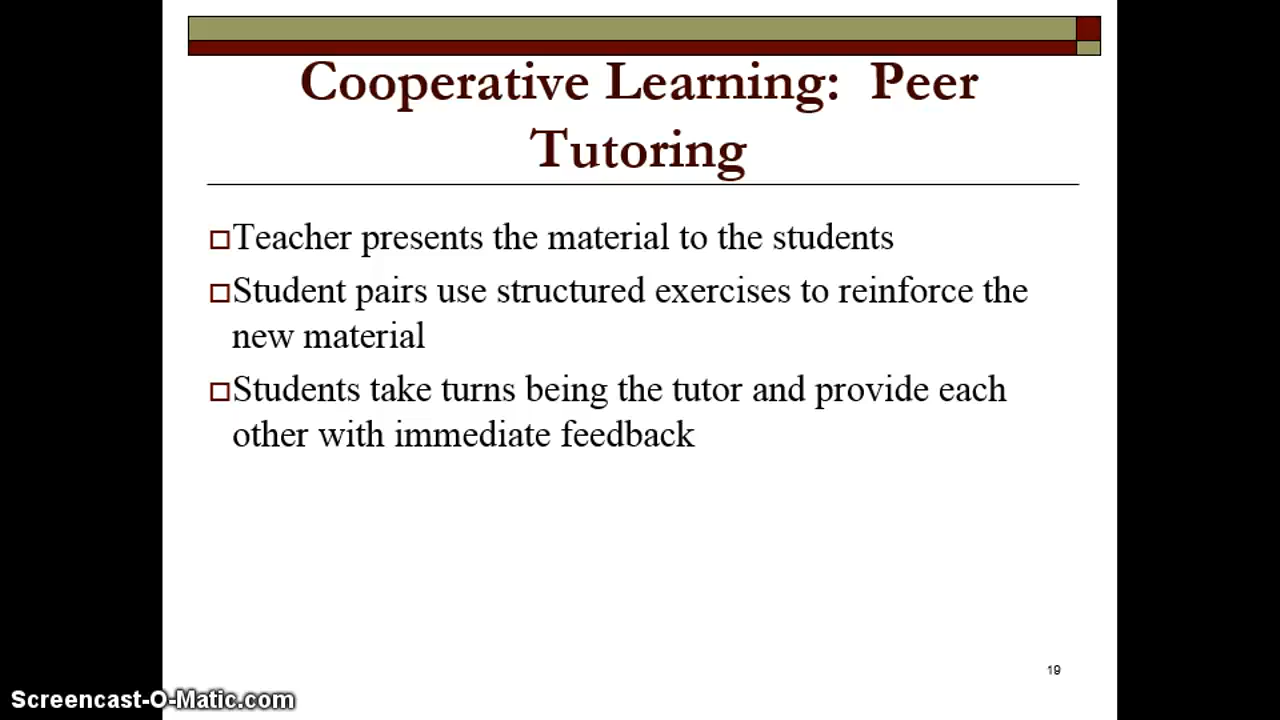 Cooperative Learning: Peer
Tutoring
Teacher presents the material to the students
Student pairs use structured exercises to reinforce the
new material
Students take turns being the tutor and provide each
other with immediate feedback
19
Screencast-O-Matic.com